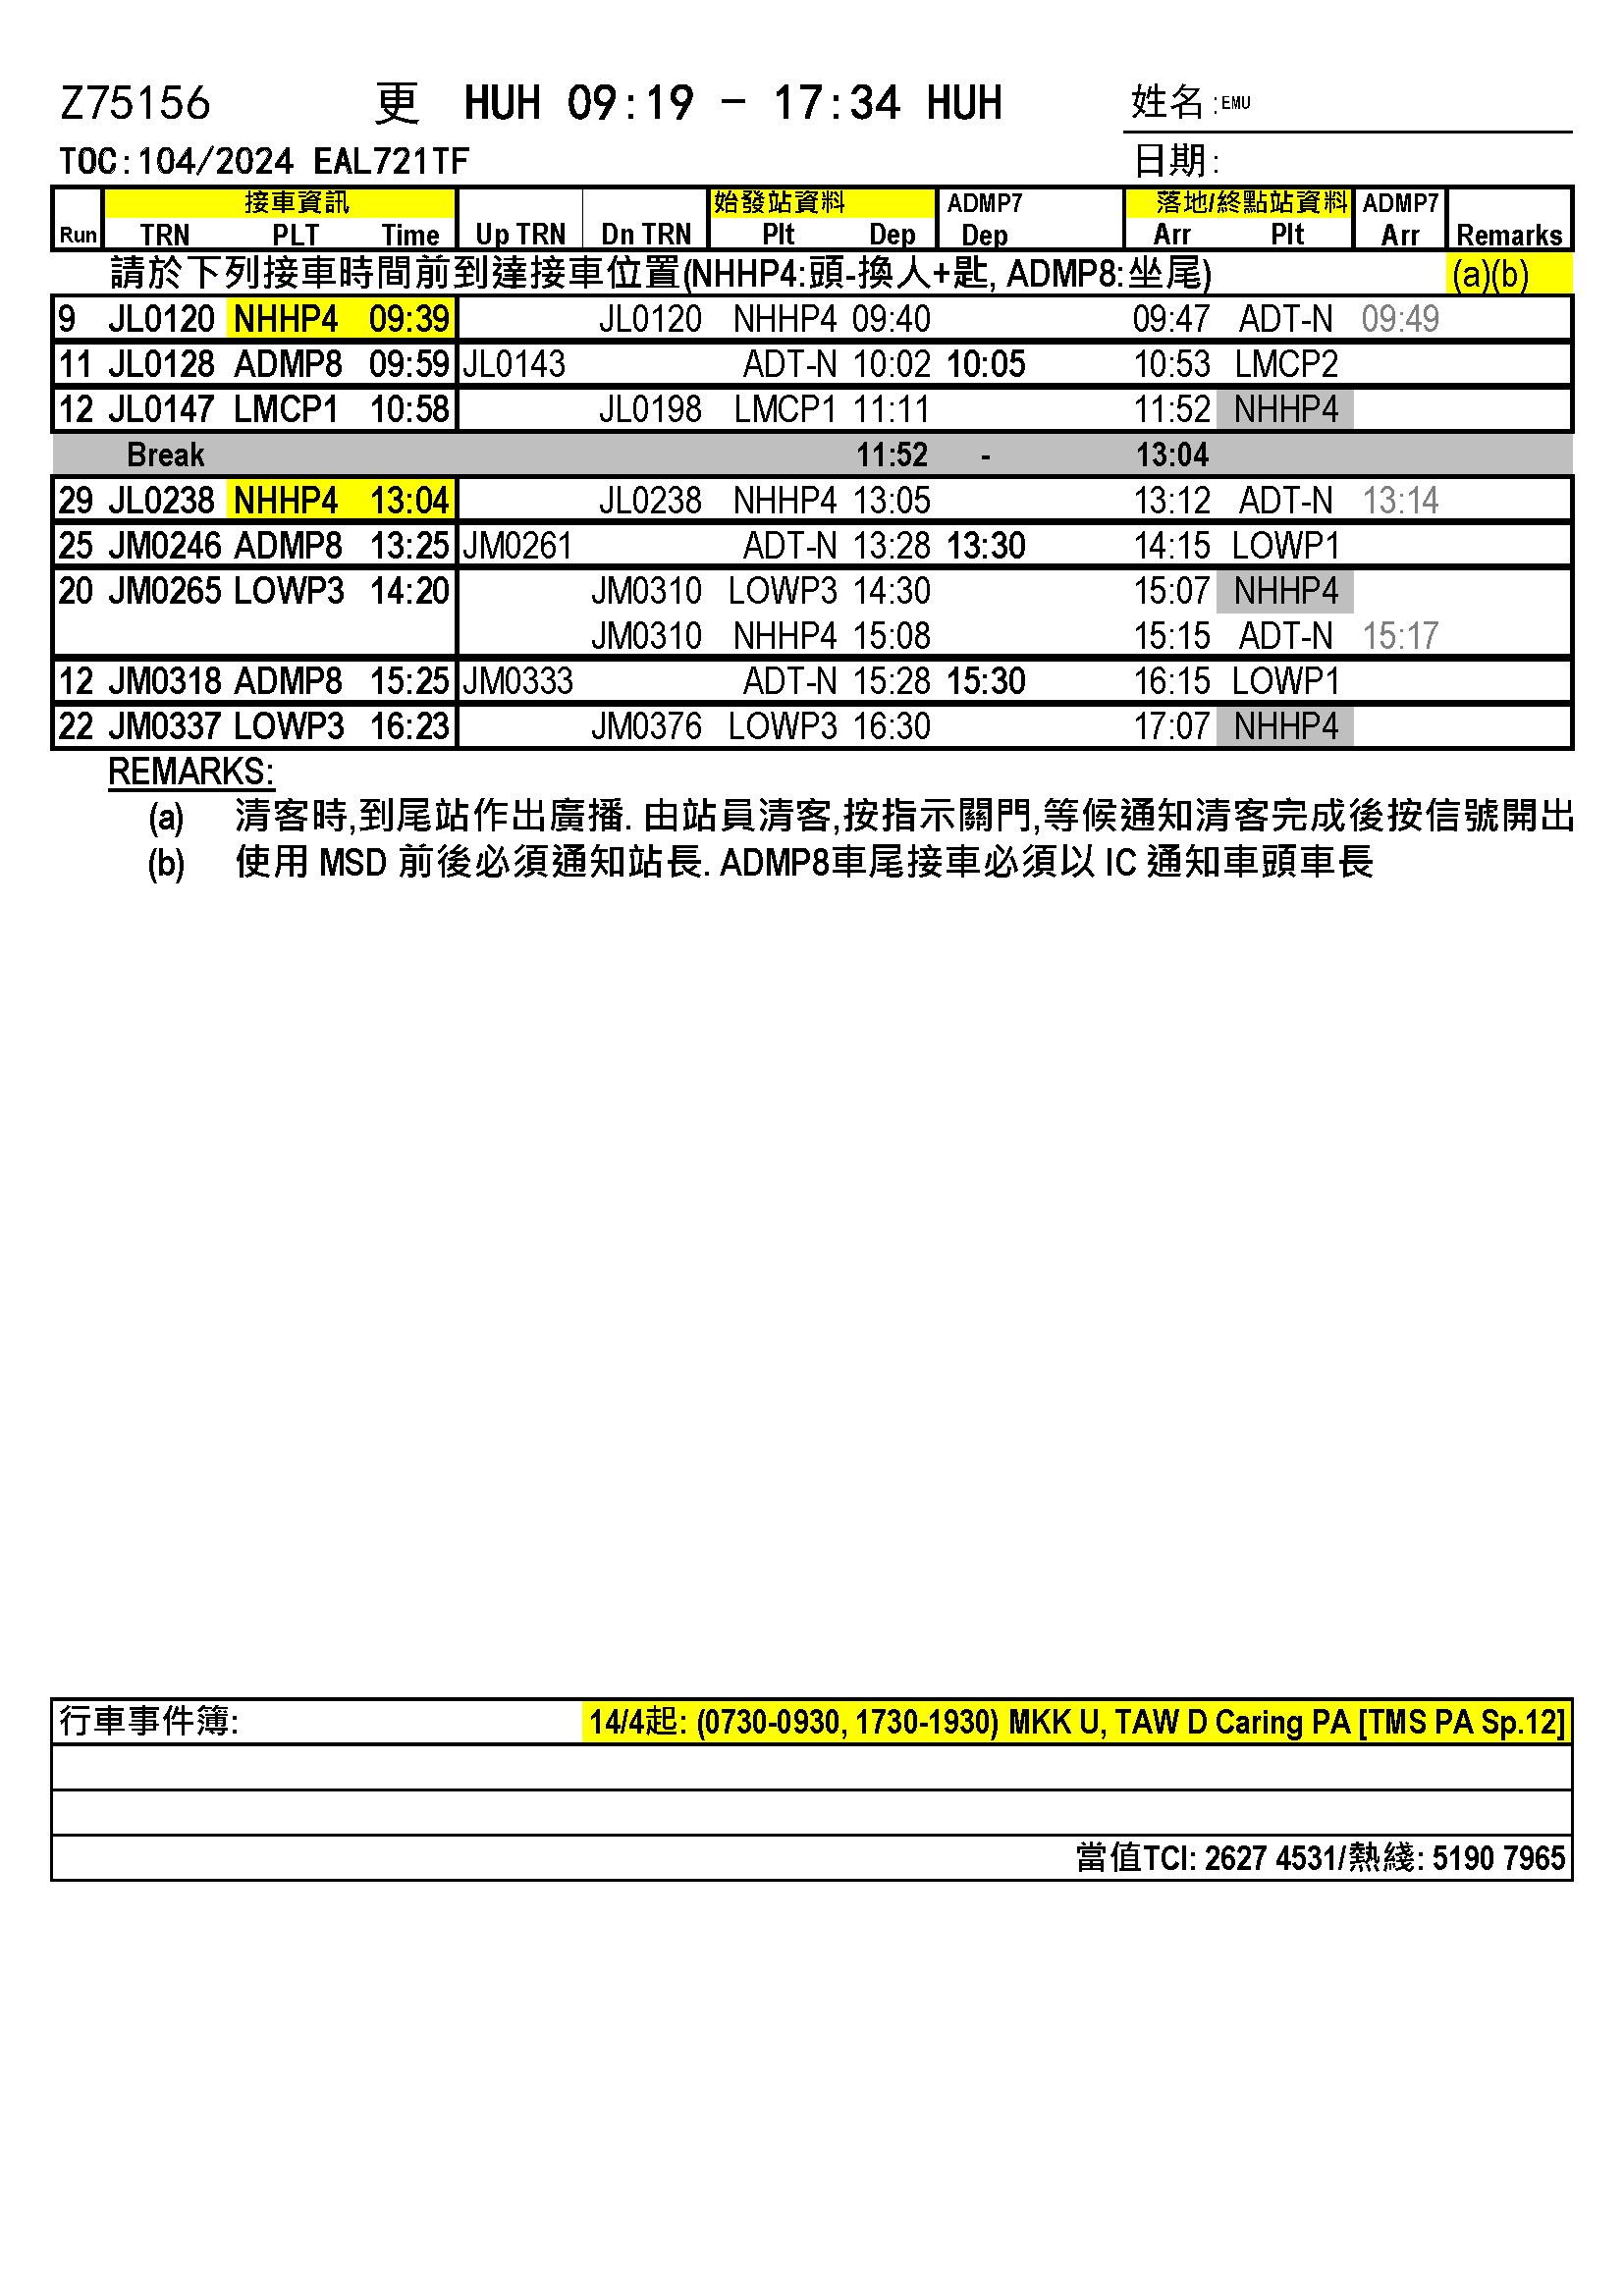 Z75156 更 HUH 09:19 - 17:34 HUH 姓名:EMU
TOC:104/2024 EAL721TF 日期:
接車資訊 始發站資料 ADMP7 落地/終點站資料 ADMP7
Run TRN PLT Time Up TRN Dn TRN Plt Dep Dep Arr Plt Arr Remarks
請於下列接車時間前到達接車位置(NHHP4:頭-換人+匙, ADMP8:坐尾) (a)(b)
9 JL0120 NHHP4 09:39 JL0120 NHHP4 09:40 09:47 ADT-N 09:49
11 JL0128 ADMP8 09:59 JL0143 ADT-N 10:02 10:05 10:53 LMCP2
12 JL0147 LMCP1 10:58 JL0198 LMCP1 11:11 11:52 NHHP4
Break 11:52 - 13:04
29 JL0238 NHHP4 13:04 JL0238 NHHP4 13:05 13:12 ADT-N 13:14
25 JM0246 ADMP8 13:25 JM0261 ADT-N 13:28 13:30 14:15 LOWP1
20 JM0265 LOWP3 14:20 JM0310 LOWP3 14:30 15:07 NHHP4
JM0310 NHHP4 15:08 15:15 ADT-N 15:17
12 JM0318 ADMP8 15:25 JM0333 ADT-N 15:28 15:30 16:15 LOWP1
22 JM0337 LOWP3 16:23 JM0376 LOWP3 16:30 17:07 NHHP4
REMARKS:
(a) 清客時,到尾站作出廣播. 由站員清客,按指示關門,等候通知清客完成後按信號開出
(b) 使用 MSD 前後必須通知站長. ADMP8車尾接車必須以 IC 通知車頭車長
行車事件簿: 14/4起: (0730-0930, 1730-1930) MKK U, TAW D Caring PA [TMS PA Sp.12]
當值TCI: 2627 4531/熱綫: 5190 7965